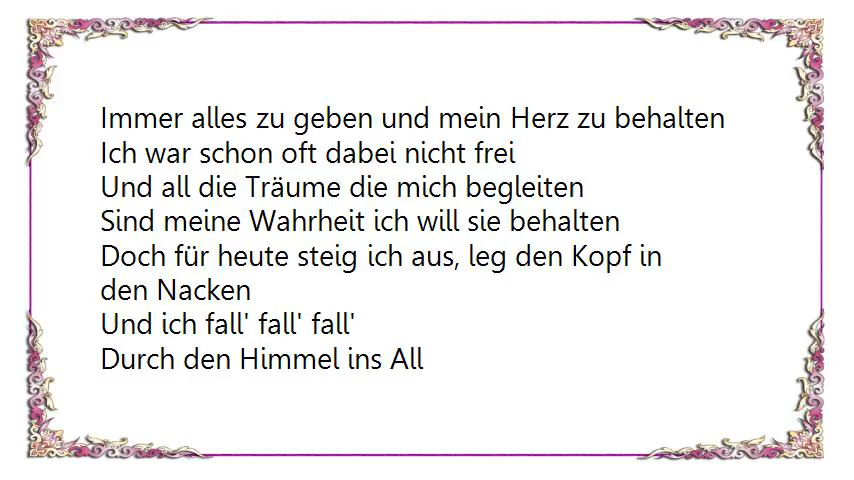 Immer alles zu geben und mein Herz zu behalten
Ich war schon oft dabei nicht frei
Und all die Träume die mich begleiten
Sind meine Wahrheit ich will sie behalten
Doch für heute steig ich aus, leg den Kopf in
den Nacken
Und ich fall' fall' fall'
Durch den Himmel ins All